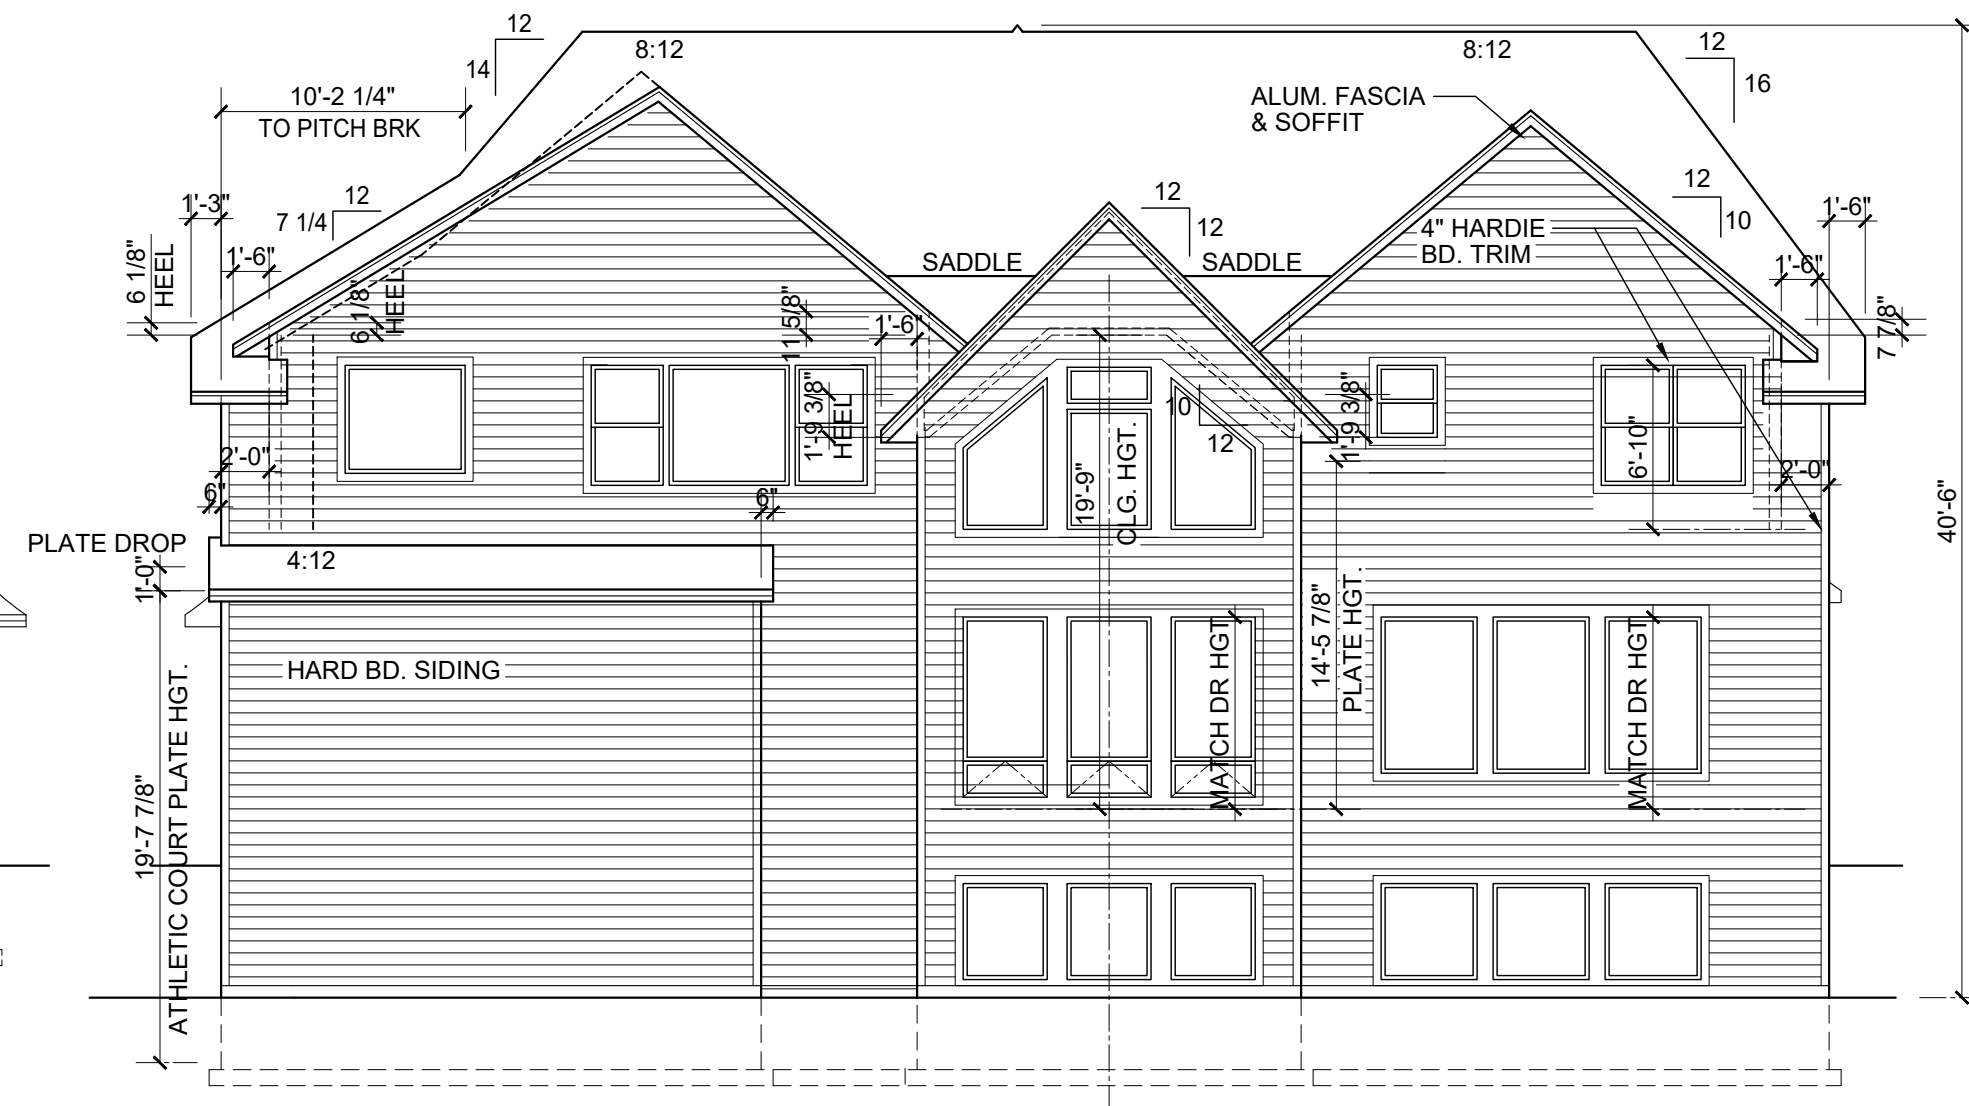 12
14
8:12
8:12
12
16
10'-2 1/4"
TO PITCH BRK
ALUM. FASCIA
& SOFFIT
1'-3"
12
7 1/4
12
12
12
10
1'-6"
6 1/8"
HEEL
1'-6"
4" HARDIE
BD. TRIM
SADDLE
SADDLE
1'-6"
6 1/8"
HEEL
11 5/8"
1'-6"
7 7/8"
1'-9 3/8"
HEEL
10
12
1'-9 3/8"
2'-0"
6"
6"
19'-9"
CLG. HGT.
6'-10"
2'-0"
40'-6"
PLATE DROP
1'-0"
4:12
14'-5 7/8"
PLATE HGT.
HARD BD. SIDING
MATCH DR HGT
MATCH DR HGT
19'-7 7/8"
ATHLETIC COURT PLATE HGT.